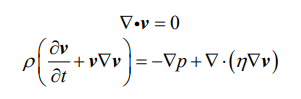 ∇•v = 0
ρ(∂v/∂t + v∇v) = −∇p + ∇·(η∇v)